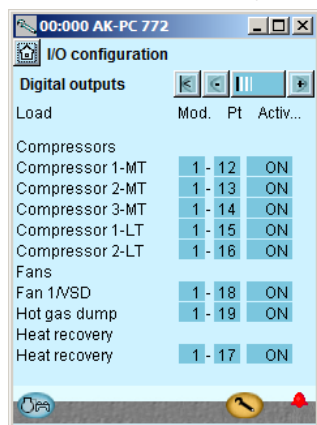 00:000 AK-PC 772
I/O configuration
Digital outputs
Load Mod. Pt Activ...
Compressors
Compressor 1-MT 1 - 12 ON
Compressor 2-MT 1 - 13 ON
Compressor 3-MT 1 - 14 ON
Compressor 1-LT 1 - 15 ON
Compressor 2-LT 1 - 16 ON
Fans
Fan 1/VSD 1 - 18 ON
Hot gas dump 1 - 19 ON
Heat recovery
Heat recovery 1 - 17 ON